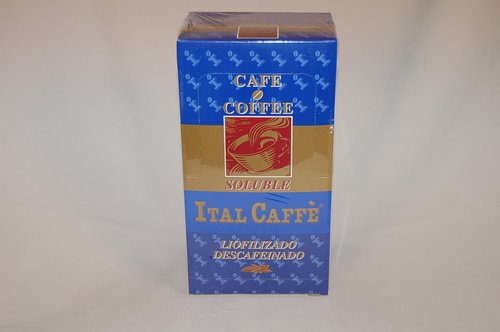 CAFE
COFFEE
SOLUBLE
ITAL CAFFÈ
LIOFILIZADO
DESCAFEINADO